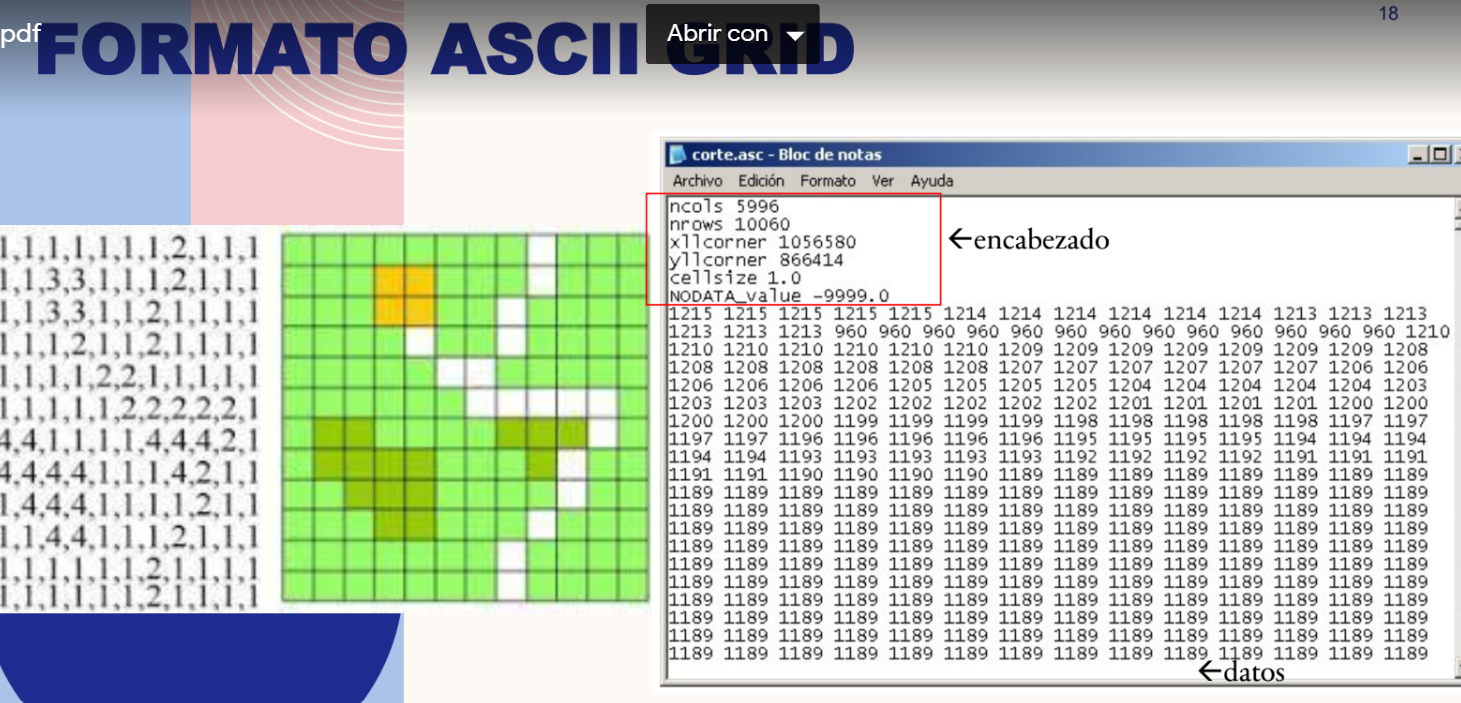 pdf
FORMATO ASCII GRID
Abrir con
18
corte.asc - Bloc de notas
Archivo Edición Formato Ver Ayuda
ncols 5996
nrows 10060
xllcorner 1056580
yllcorner 866414
cellsize 1.0
NODATA_value -9999.0
←encabezado
1215 1215 1215 1215 1215 1214 1214 1214 1214 1214 1214 1213 1213 1213
1213 1213 1213 960 960 960 960 960 960 960 960 960 960 960 960 960 1210
1210 1210 1210 1210 1210 1210 1209 1209 1209 1209 1209 1209 1209 1208
1208 1208 1208 1208 1208 1208 1207 1207 1207 1207 1207 1207 1206 1206
1206 1206 1206 1206 1205 1205 1205 1205 1204 1204 1204 1204 1204 1203
1203 1203 1203 1202 1202 1202 1202 1202 1201 1201 1201 1201 1200 1200
1200 1200 1200 1199 1199 1199 1199 1198 1198 1198 1198 1198 1197 1197
1197 1197 1196 1196 1196 1196 1196 1195 1195 1195 1195 1194 1194 1194
1194 1194 1193 1193 1193 1193 1193 1192 1192 1192 1192 1191 1191 1191
1191 1191 1190 1190 1190 1190 1189 1189 1189 1189 1189 1189 1189 1189
1189 1189 1189 1189 1189 1189 1189 1189 1189 1189 1189 1189 1189 1189
1189 1189 1189 1189 1189 1189 1189 1189 1189 1189 1189 1189 1189 1189
1189 1189 1189 1189 1189 1189 1189 1189 1189 1189 1189 1189 1189 1189
1189 1189 1189 1189 1189 1189 1189 1189 1189 1189 1189 1189 1189 1189
1189 1189 1189 1189 1189 1189 1189 1189 1189 1189 1189 1189 1189 1189
1189 1189 1189 1189 1189 1189 1189 1189 1189 1189 1189 1189 1189 1189
1189 1189 1189 1189 1189 1189 1189 1189 1189 1189 1189 1189 1189 1189
1189 1189 1189 1189 1189 1189 1189 1189 1189 1189 1189 1189 1189 1189
1189 1189 1189 1189 1189 1189 1189 1189 1189 1189 1189 1189 1189 1189
1189 1189 1189 1189 1189 1189 1189 1189 1189 1189 1189 1189 1189 1189
←datos
1,1,1,1,1,1,1,2,1,1,1
1,1,3,3,1,1,1,2,1,1,1
1,1,3,3,1,1,2,1,1,1,1
1,1,1,2,1,1,2,1,1,1,1
1,1,1,1,2,2,1,1,1,1,1
1,1,1,1,1,2,2,2,2,2,1
4,4,1,1,1,1,4,4,4,2,1
4,4,4,4,1,1,1,4,2,1,1
1,4,4,4,1,1,1,1,2,1,1
1,1,4,4,1,1,1,2,1,1,1
1,1,1,1,1,1,2,1,1,1,1
1,1,1,1,1,1,2,1,1,1,1